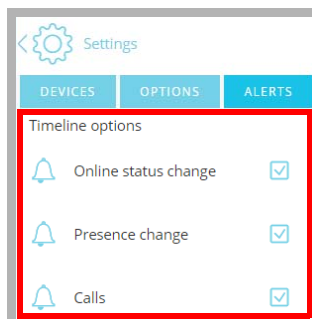 Settings
DEVICES OPTIONS ALERTS
Timeline options
Online status change
Presence change
Calls